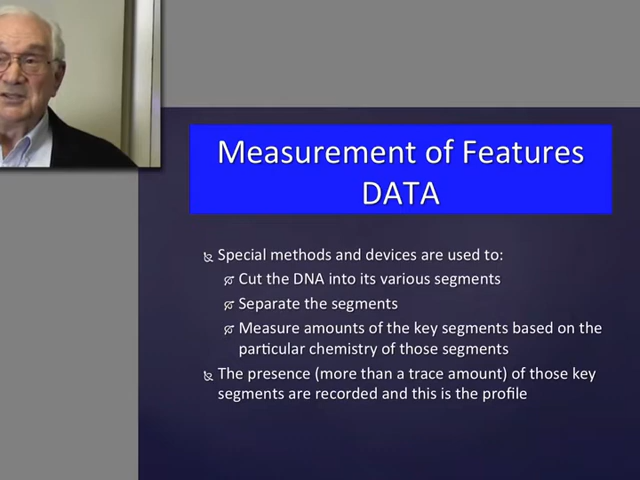 Measurement of Features
DATA
Special methods and devices are used to:
Cut the DNA into its various segments
Separate the segments
Measure amounts of the key segments based on the
particular chemistry of those segments
The presence (more than a trace amount) of those key
segments are recorded and this is the profile